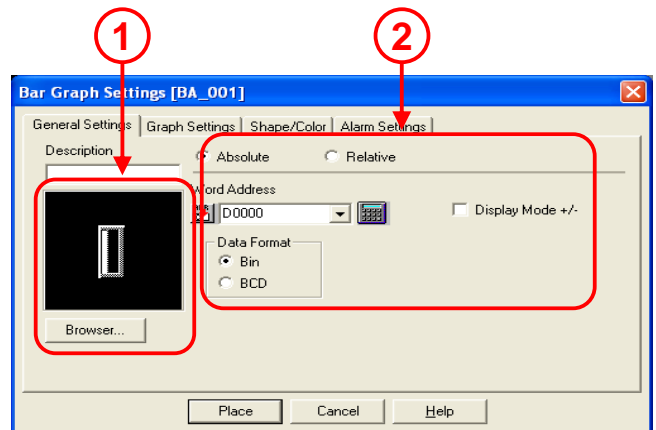 1 2
Bar Graph Settings [BA_001]
General Settings Graph Settings Shape/Color Alarm Settings
Description
Absolute Relative
Word Address
D0000
Display Mode +/-
Data Format
Bin
BCD
Browser...
Place Cancel Help